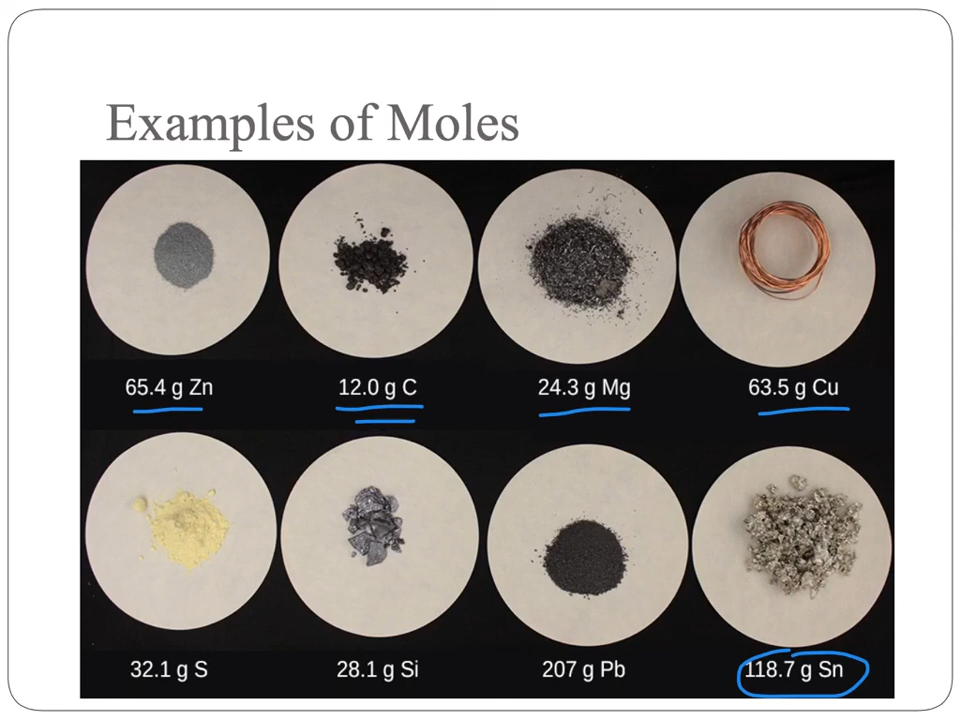 Examples of Moles
65.4 g Zn
12.0 g C
24.3 g Mg
63.5 g Cu
32.1 g S
28.1 g Si
207 g Pb
118.7 g Sn